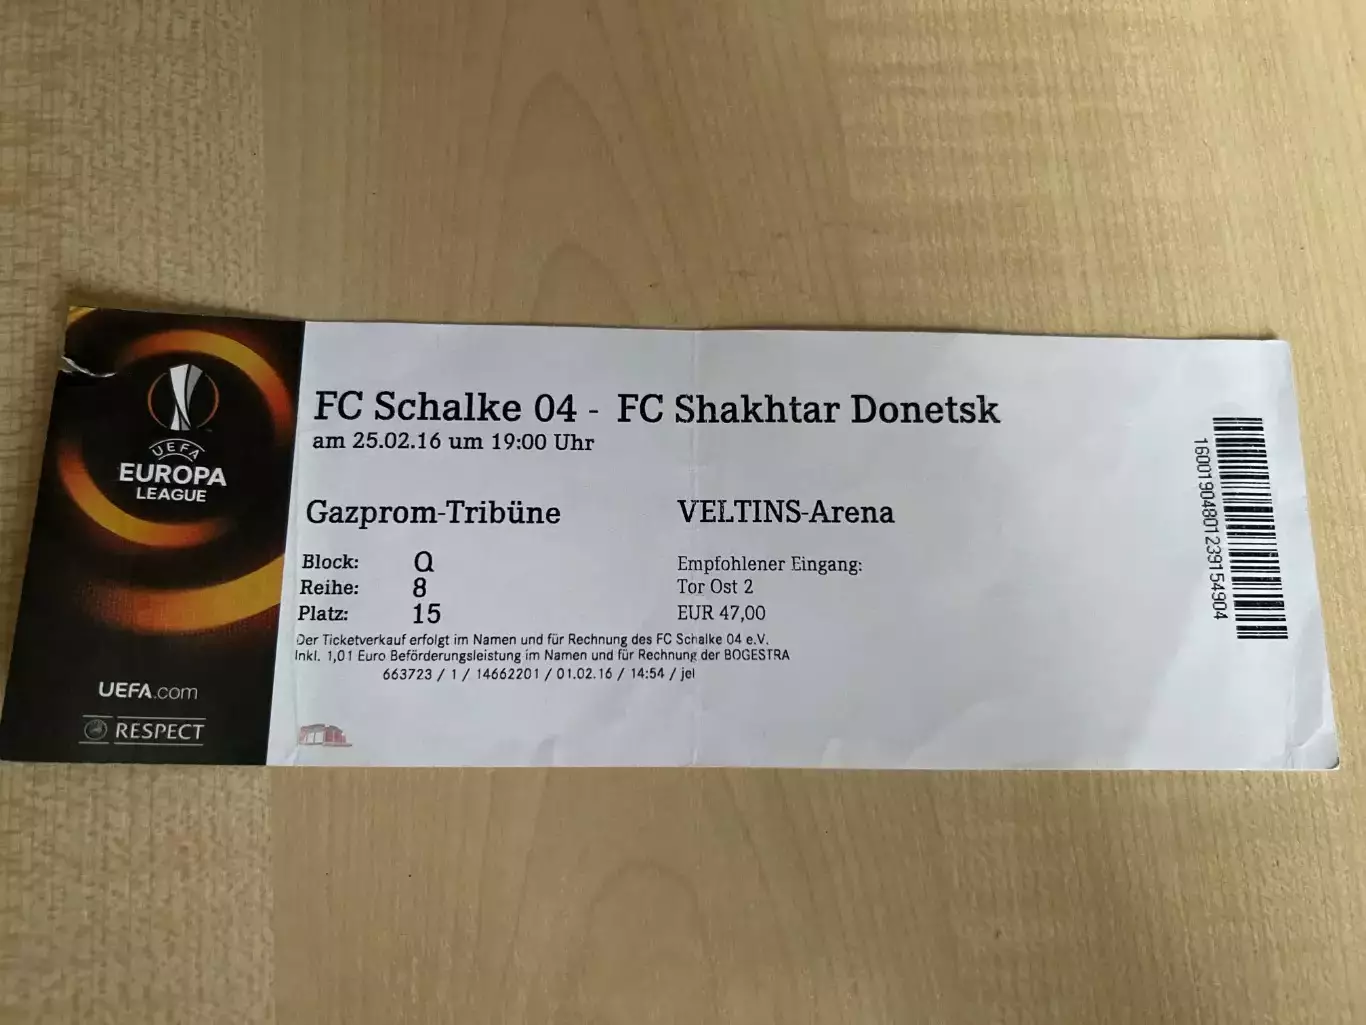 FC Schalke 04 - FC Shakhtar Donetsk
am 25.02.16 um 19:00 Uhr
UEFA
EUROPA
LEAGUE
Gazprom-Tribüne
VELTINS-Arena
Block: Q
Reihe: 8
Platz: 15
Empfohlener Eingang:
Tor Ost 2
EUR 47,00
Der Ticketverkauf erfolgt im Namen und für Rechnung des FC Schalke 04 e.V.
Inkl. 1,01 Euro Beförderungsleistung im Namen und für Rechnung der BOGESTRA
663723 / 1 / 14662201 / 01.02.16 / 14:54 / jel
UEFA.com
RESPECT
16001904801239154904